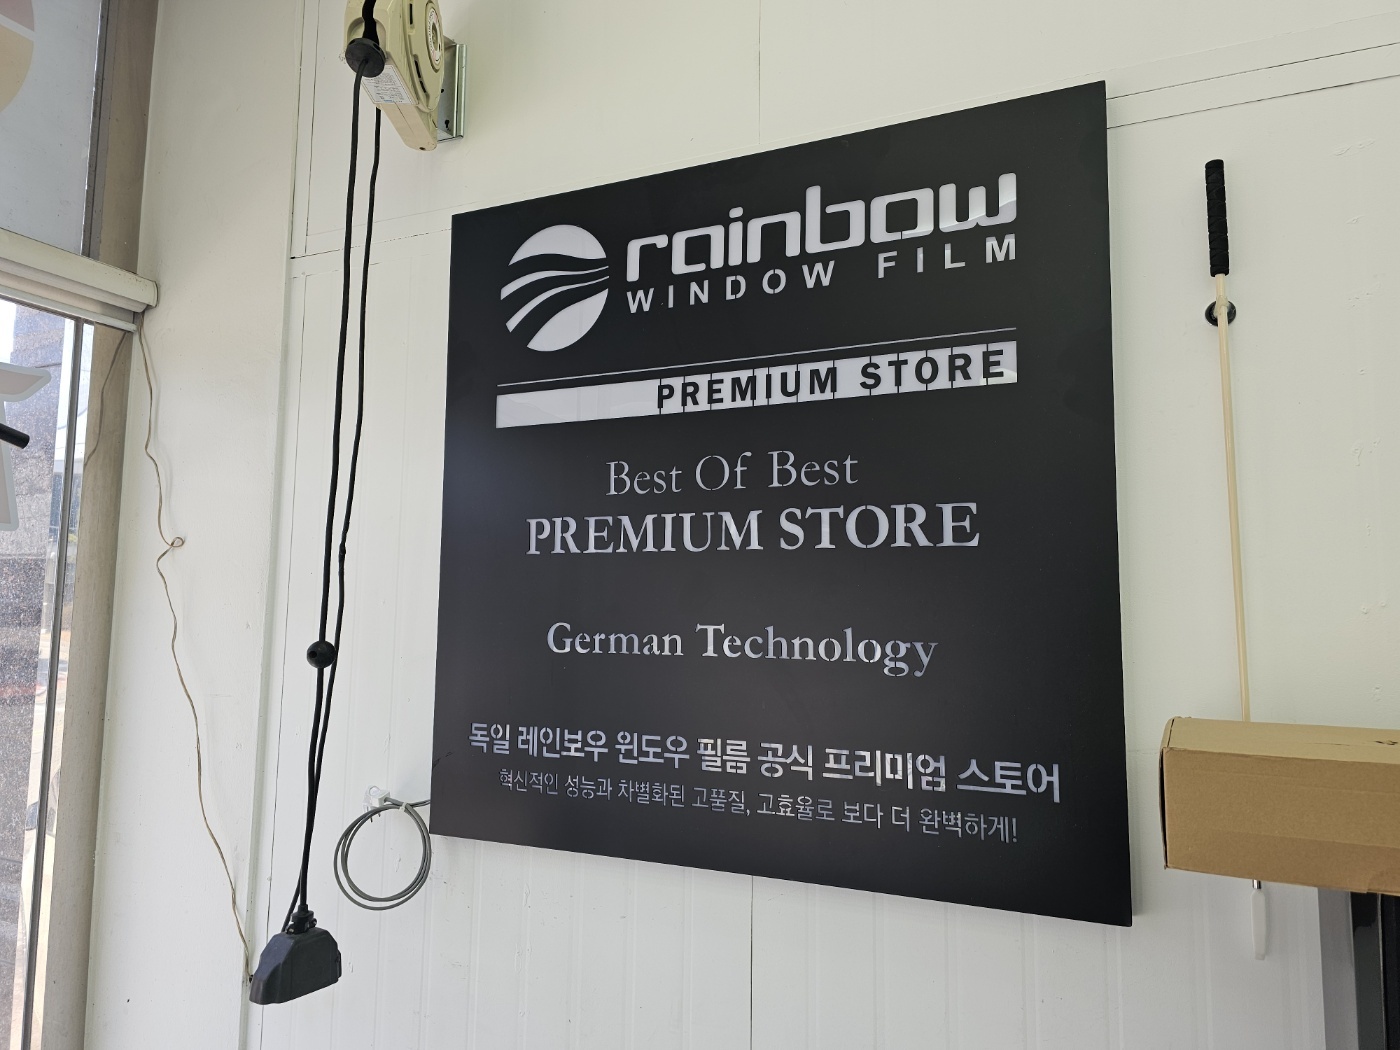 rainbow
WINDOW FILM
PREMIUM STORE
Best Of Best
PREMIUM STORE
German Technology
독일 레인보우 윈도우 필름 공식 프리미엄 스토어
혁신적인 성능과 차별화된 고품질, 고효율로 보다 더 완벽하게!